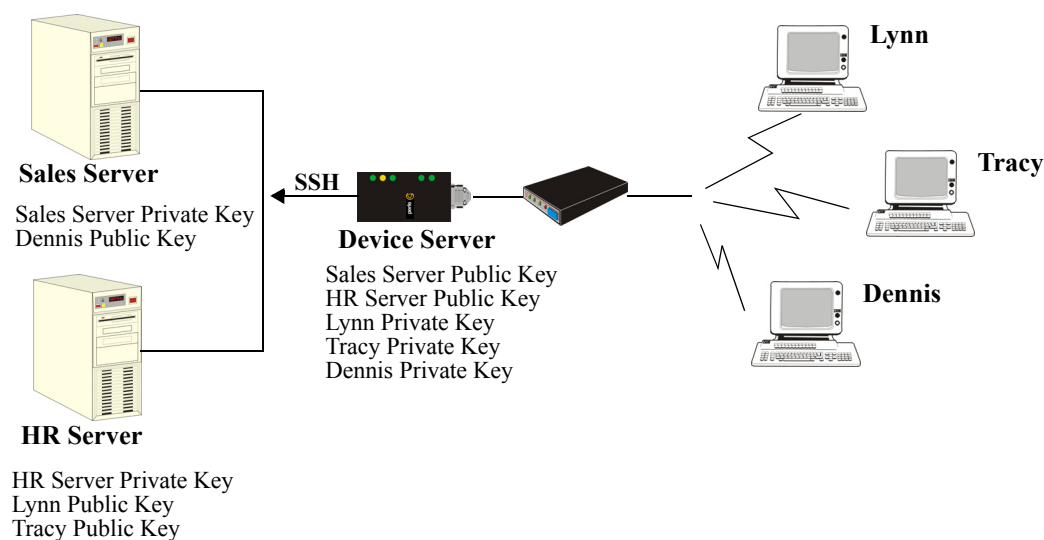 Lynn
Tracy
Dennis
Sales Server
Sales Server Private Key
Dennis Public Key
SSH
perle
Device Server
Sales Server Public Key
HR Server Public Key
Lynn Private Key
Tracy Private Key
Dennis Private Key
HR Server
HR Server Private Key
Lynn Public Key
Tracy Public Key